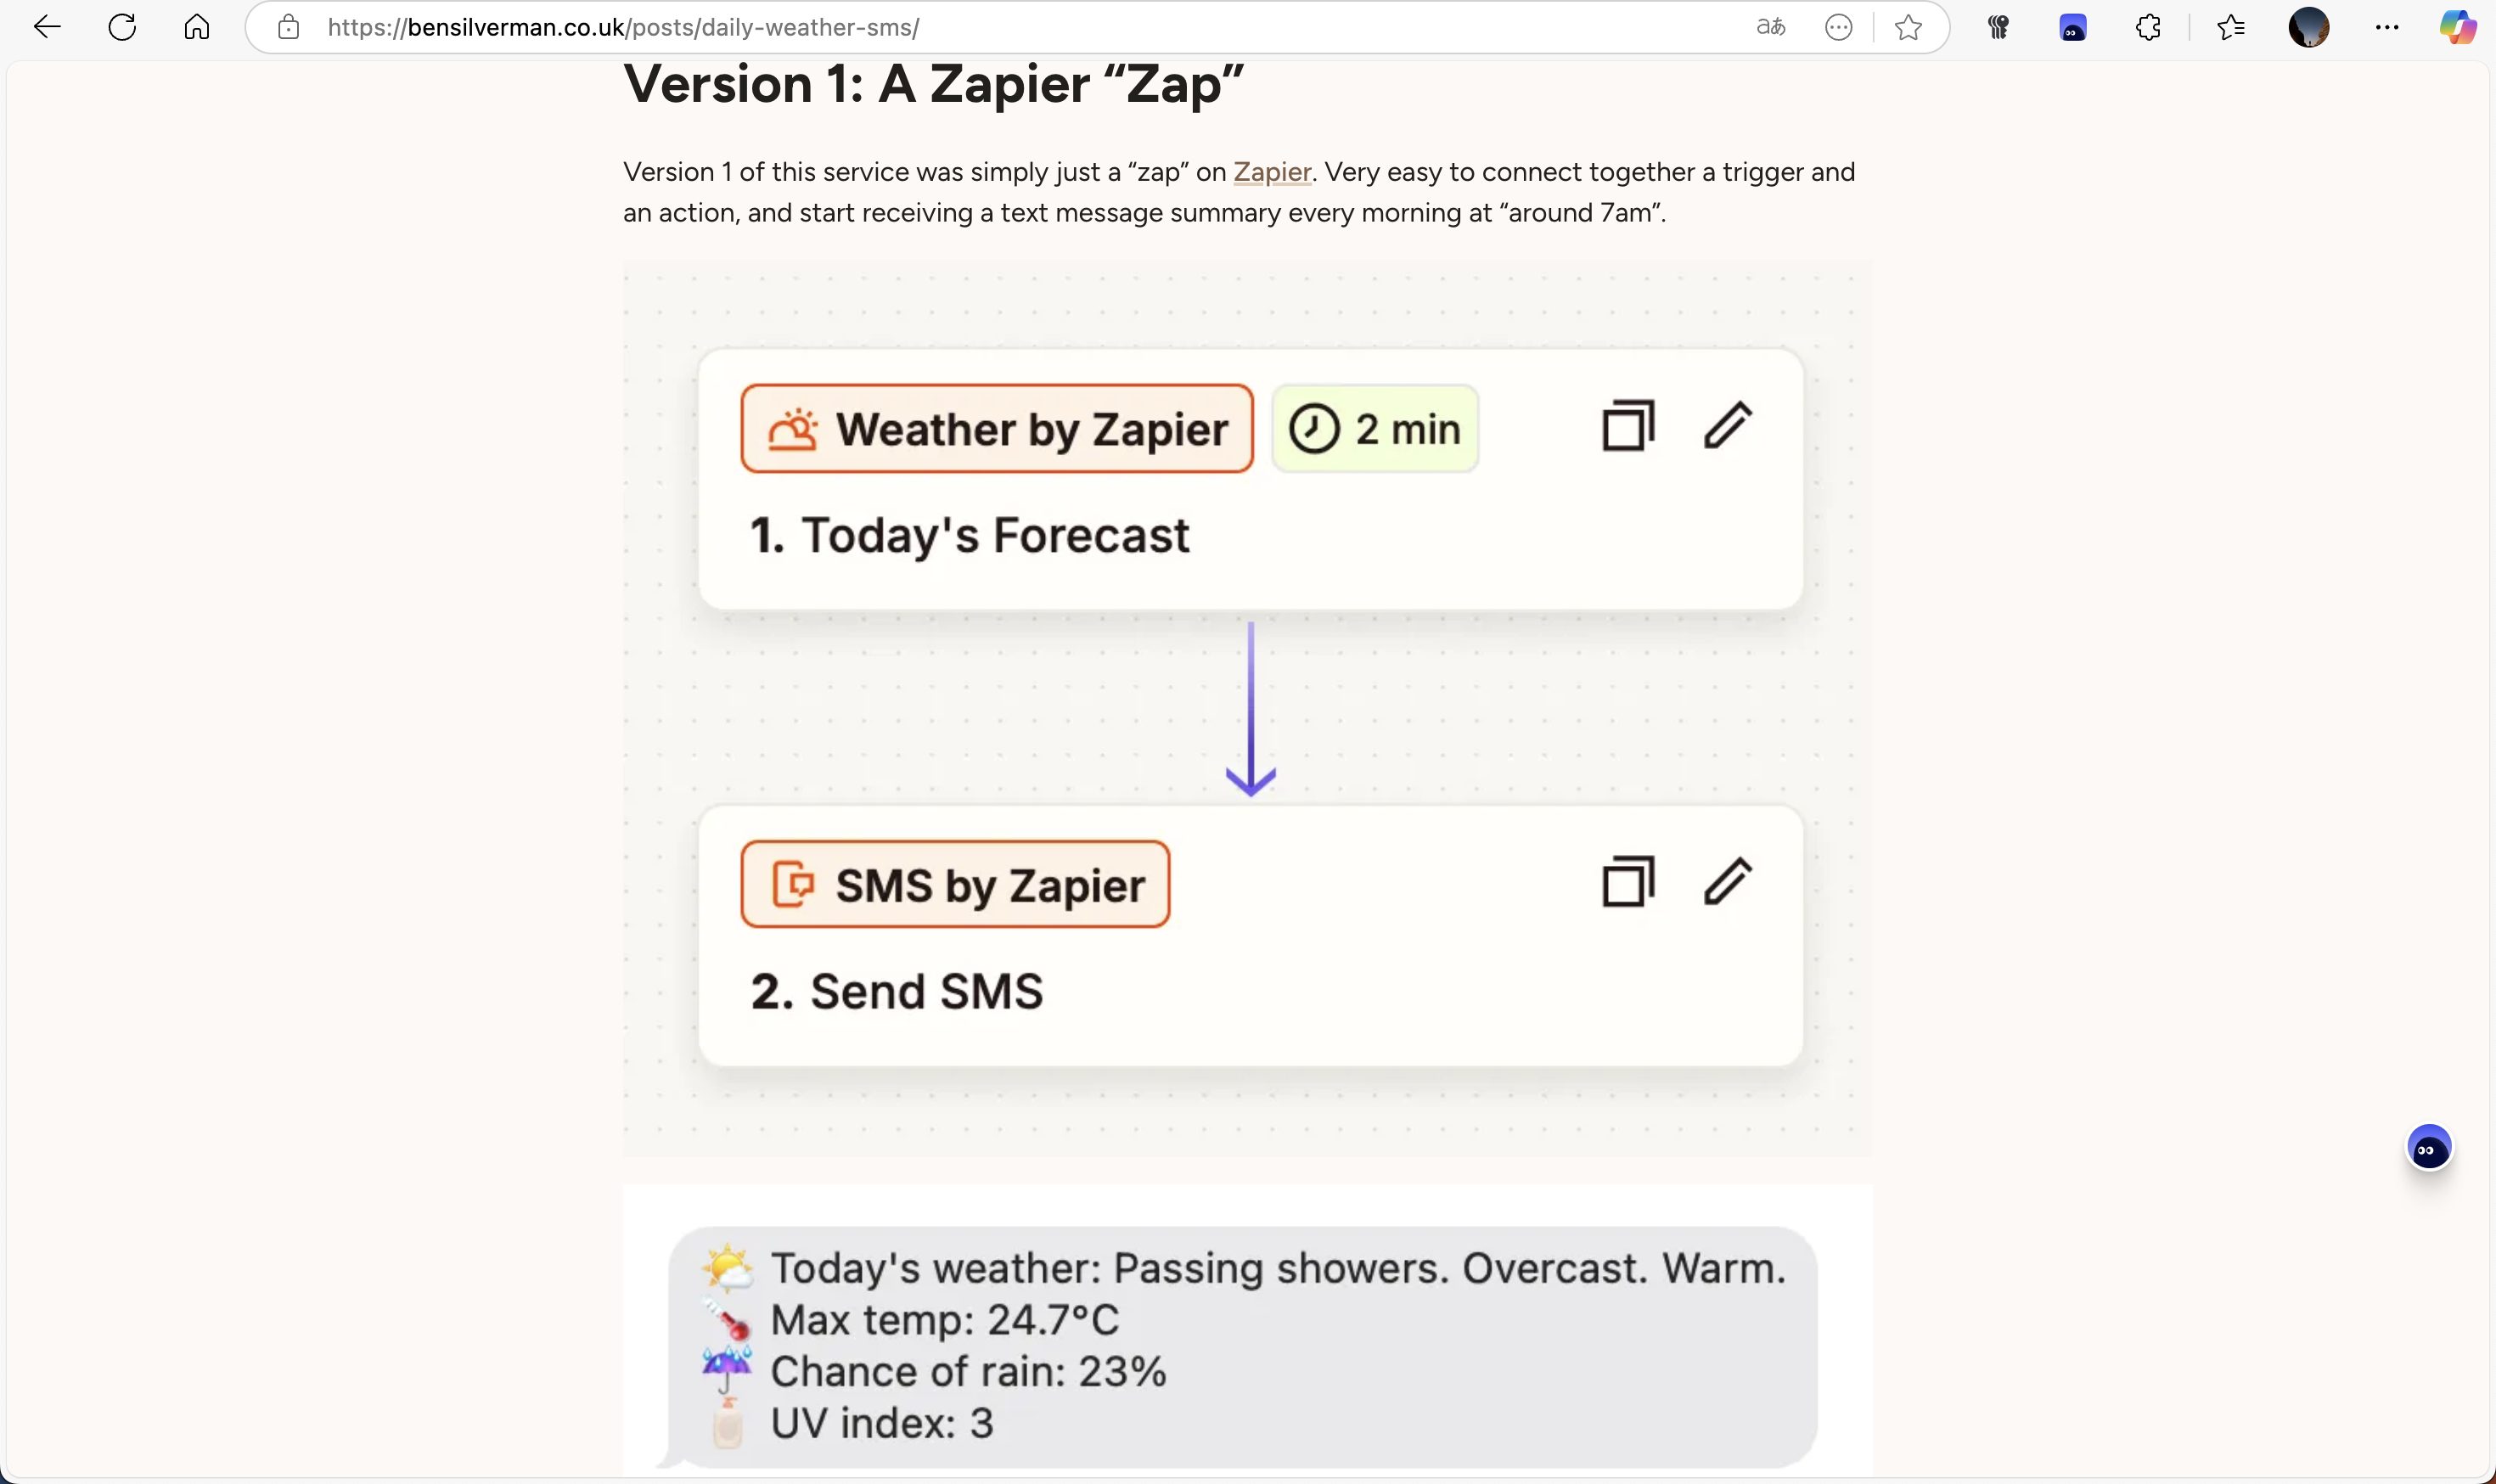 https://bensilverman.co.uk/posts/daily-weather-sms/
aあ
Version 1: A Zapier “Zap”
Version 1 of this service was simply just a “zap” on Zapier. Very easy to connect together a trigger and
an action, and start receiving a text message summary every morning at “around 7am”.
Weather by Zapier
2 min
1. Today's Forecast
SMS by Zapier
2. Send SMS
Today's weather: Passing showers. Overcast. Warm.
Max temp: 24.7°C
Chance of rain: 23%
UV index: 3